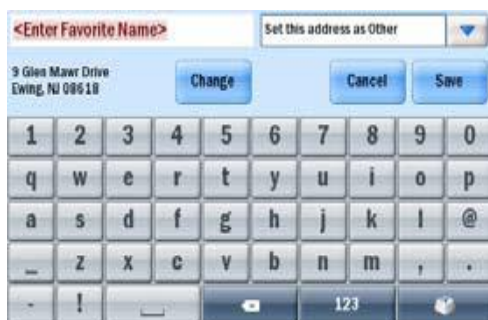 <Enter Favorite Name>
Set this address as Other
9 Glen Mawr Drive
Ewing, NJ 08618
Change
Cancel
Save
1 2 3 4 5 6 7 8 9 0
q w e r t y u i o p
a s d f g h j k l @
_ z x c v b n m , .
- ! 123